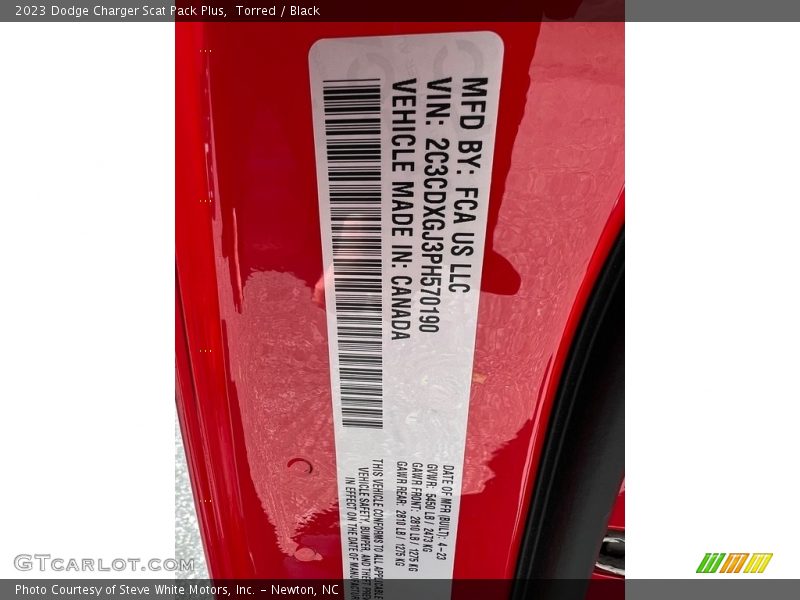 2023 Dodge Charger Scat Pack Plus, Torred / Black
MFD BY: FCA US LLC
VIN: 2C3CDXGJ3PH570190
VEHICLE MADE IN: CANADA
DATE OF MFR (BUILT): 4-23
GVWR: 5450 LB / 2473 KG
GAWR FRONT: 2810 LB / 1275 KG
GAWR REAR: 2810 LB / 1275 KG
THIS VEHICLE CONFORMS TO ALL APPLICABLE
VEHICLE SAFETY, BUMPER, AND THEFT
IN EFFECT ON THE DATE OF
GTCARLOT.COM
Photo Courtesy of Steve White Motors, Inc. - Newton, NC